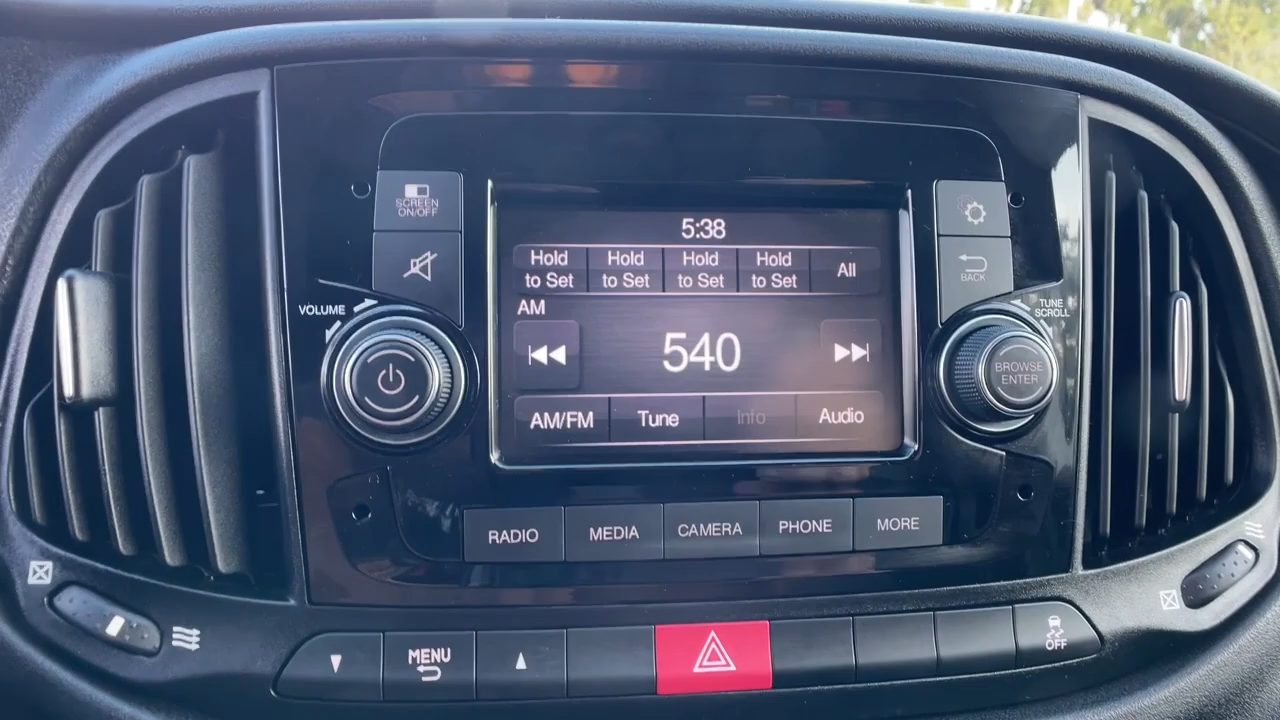 SCREEN
ON/OFF
5:38
Hold
to Set
Hold
to Set
Hold
to Set
Hold
to Set
All
BACK
VOLUME
TUNE
SCROLL
AM
540
BROWSE
ENTER
AM/FM
Tune
Info
Audio
RADIO
MEDIA
CAMERA
PHONE
MORE
MENU
OFF